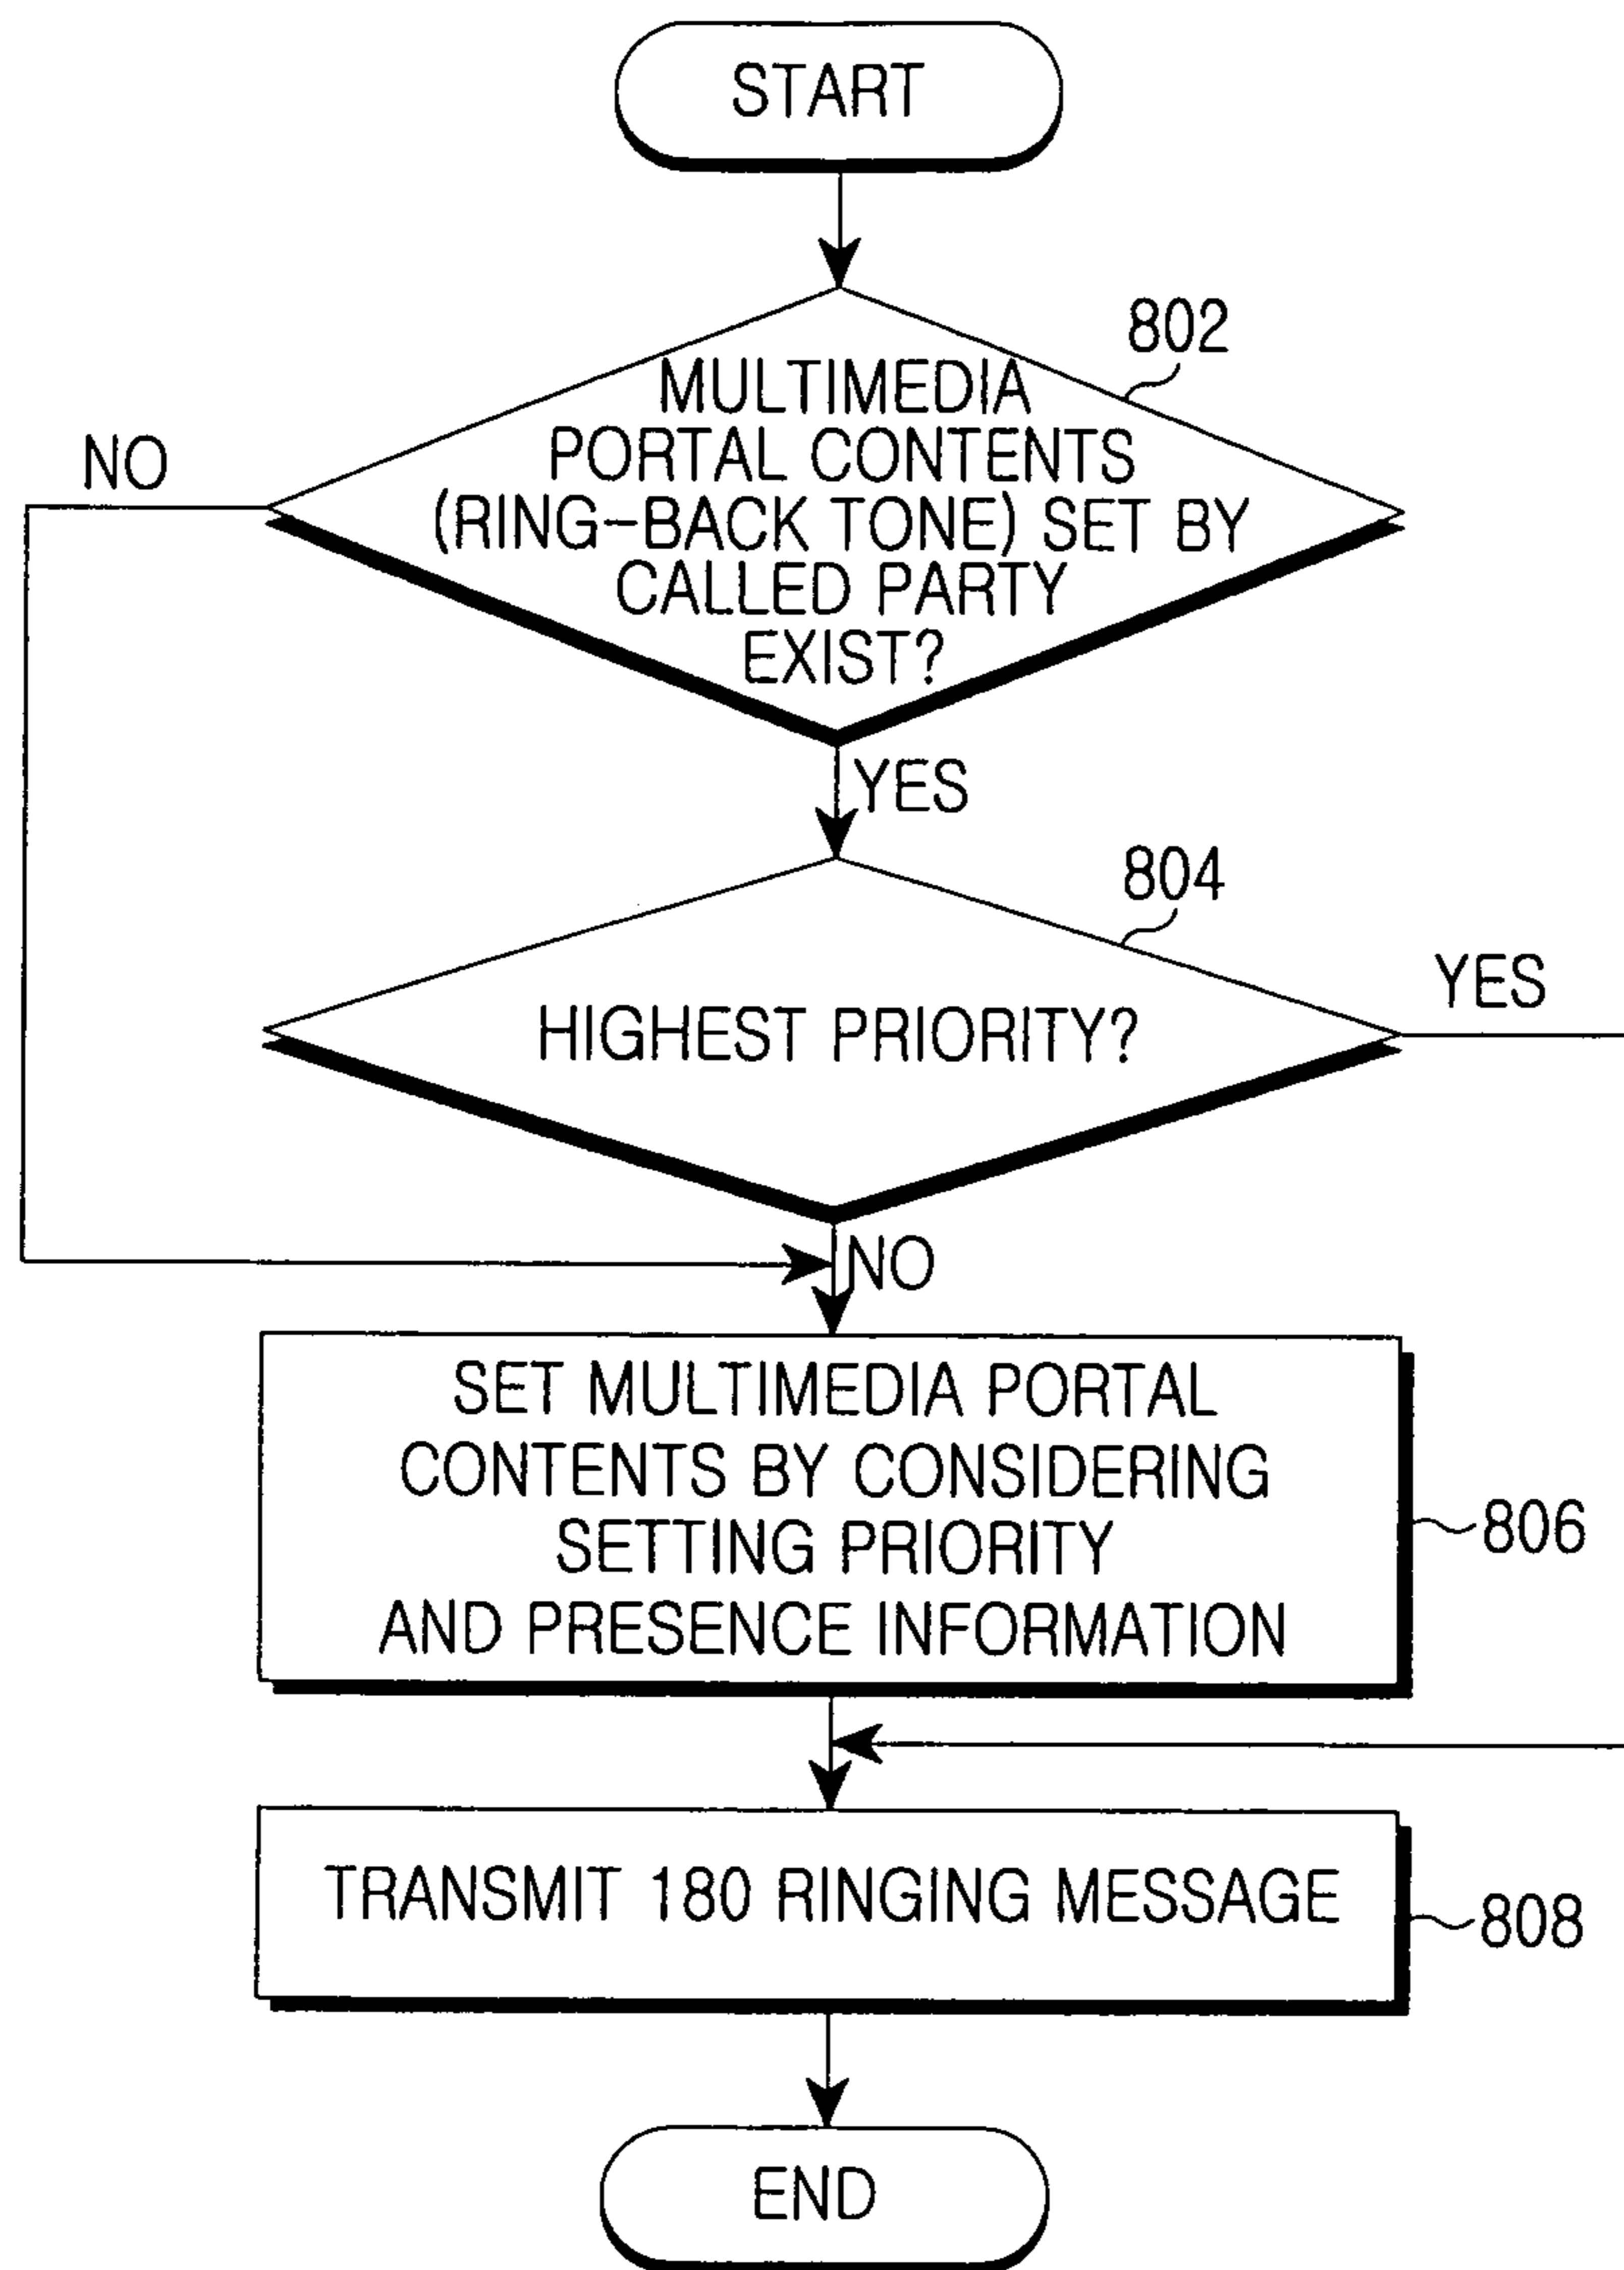 START
802
MULTIMEDIA
PORTAL CONTENTS
NO
(RING-BACK TONE) SET BY
CALLED PARTY
EXIST?
YES
804
YES
HIGHEST PRIORITY?
NO
SET MULTIMEDIA PORTAL
CONTENTS BY CONSIDERING
SETTING PRIORITY
806
AND PRESENCE INFORMATION
TRANSMIT 180 RINGING MESSAGE
808
END